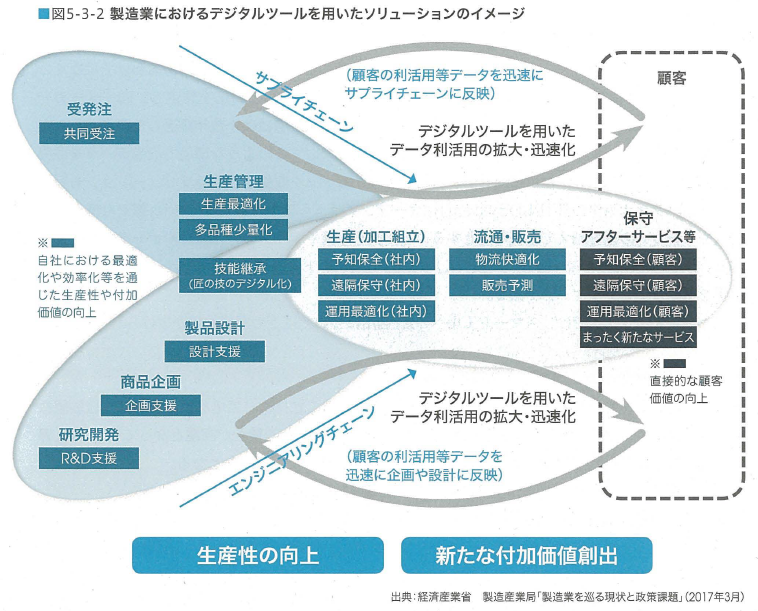 ■図5-3-2 製造業におけるデジタルツールを用いたソリューションのイメージ
サプライチェーン
(顧客の利活用等データを迅速に
サプライチェーンに反映)
顧客
受発注
共同受注
デジタルツールを用いた
データ利活用の拡大・迅速化
生産管理
生産最適化
多品種少量化
※
自社における最適
化や効率化等を通
じた生産性や付加
価値の向上
技能継承
(匠の技のデジタル化)
生産(加工組立)
予知保全(社内)
遠隔保守(社内)
運用最適化(社内)
流通・販売
物流快適化
販売予測
保守
アフターサービス等
予知保全(顧客)
遠隔保守(顧客)
運用最適化(顧客)
まったく新たなサービス
※
直接的な顧客
価値の向上
製品設計
設計支援
商品企画
企画支援
研究開発
R&D支援
エンジニアリングチェーン
デジタルツールを用いた
データ利活用の拡大・迅速化
(顧客の利活用等データを
迅速に企画や設計に反映)
生産性の向上
新たな付加価値創出
出典:経済産業省 製造産業局「製造業を巡る現状と政策課題」(2017年3月)